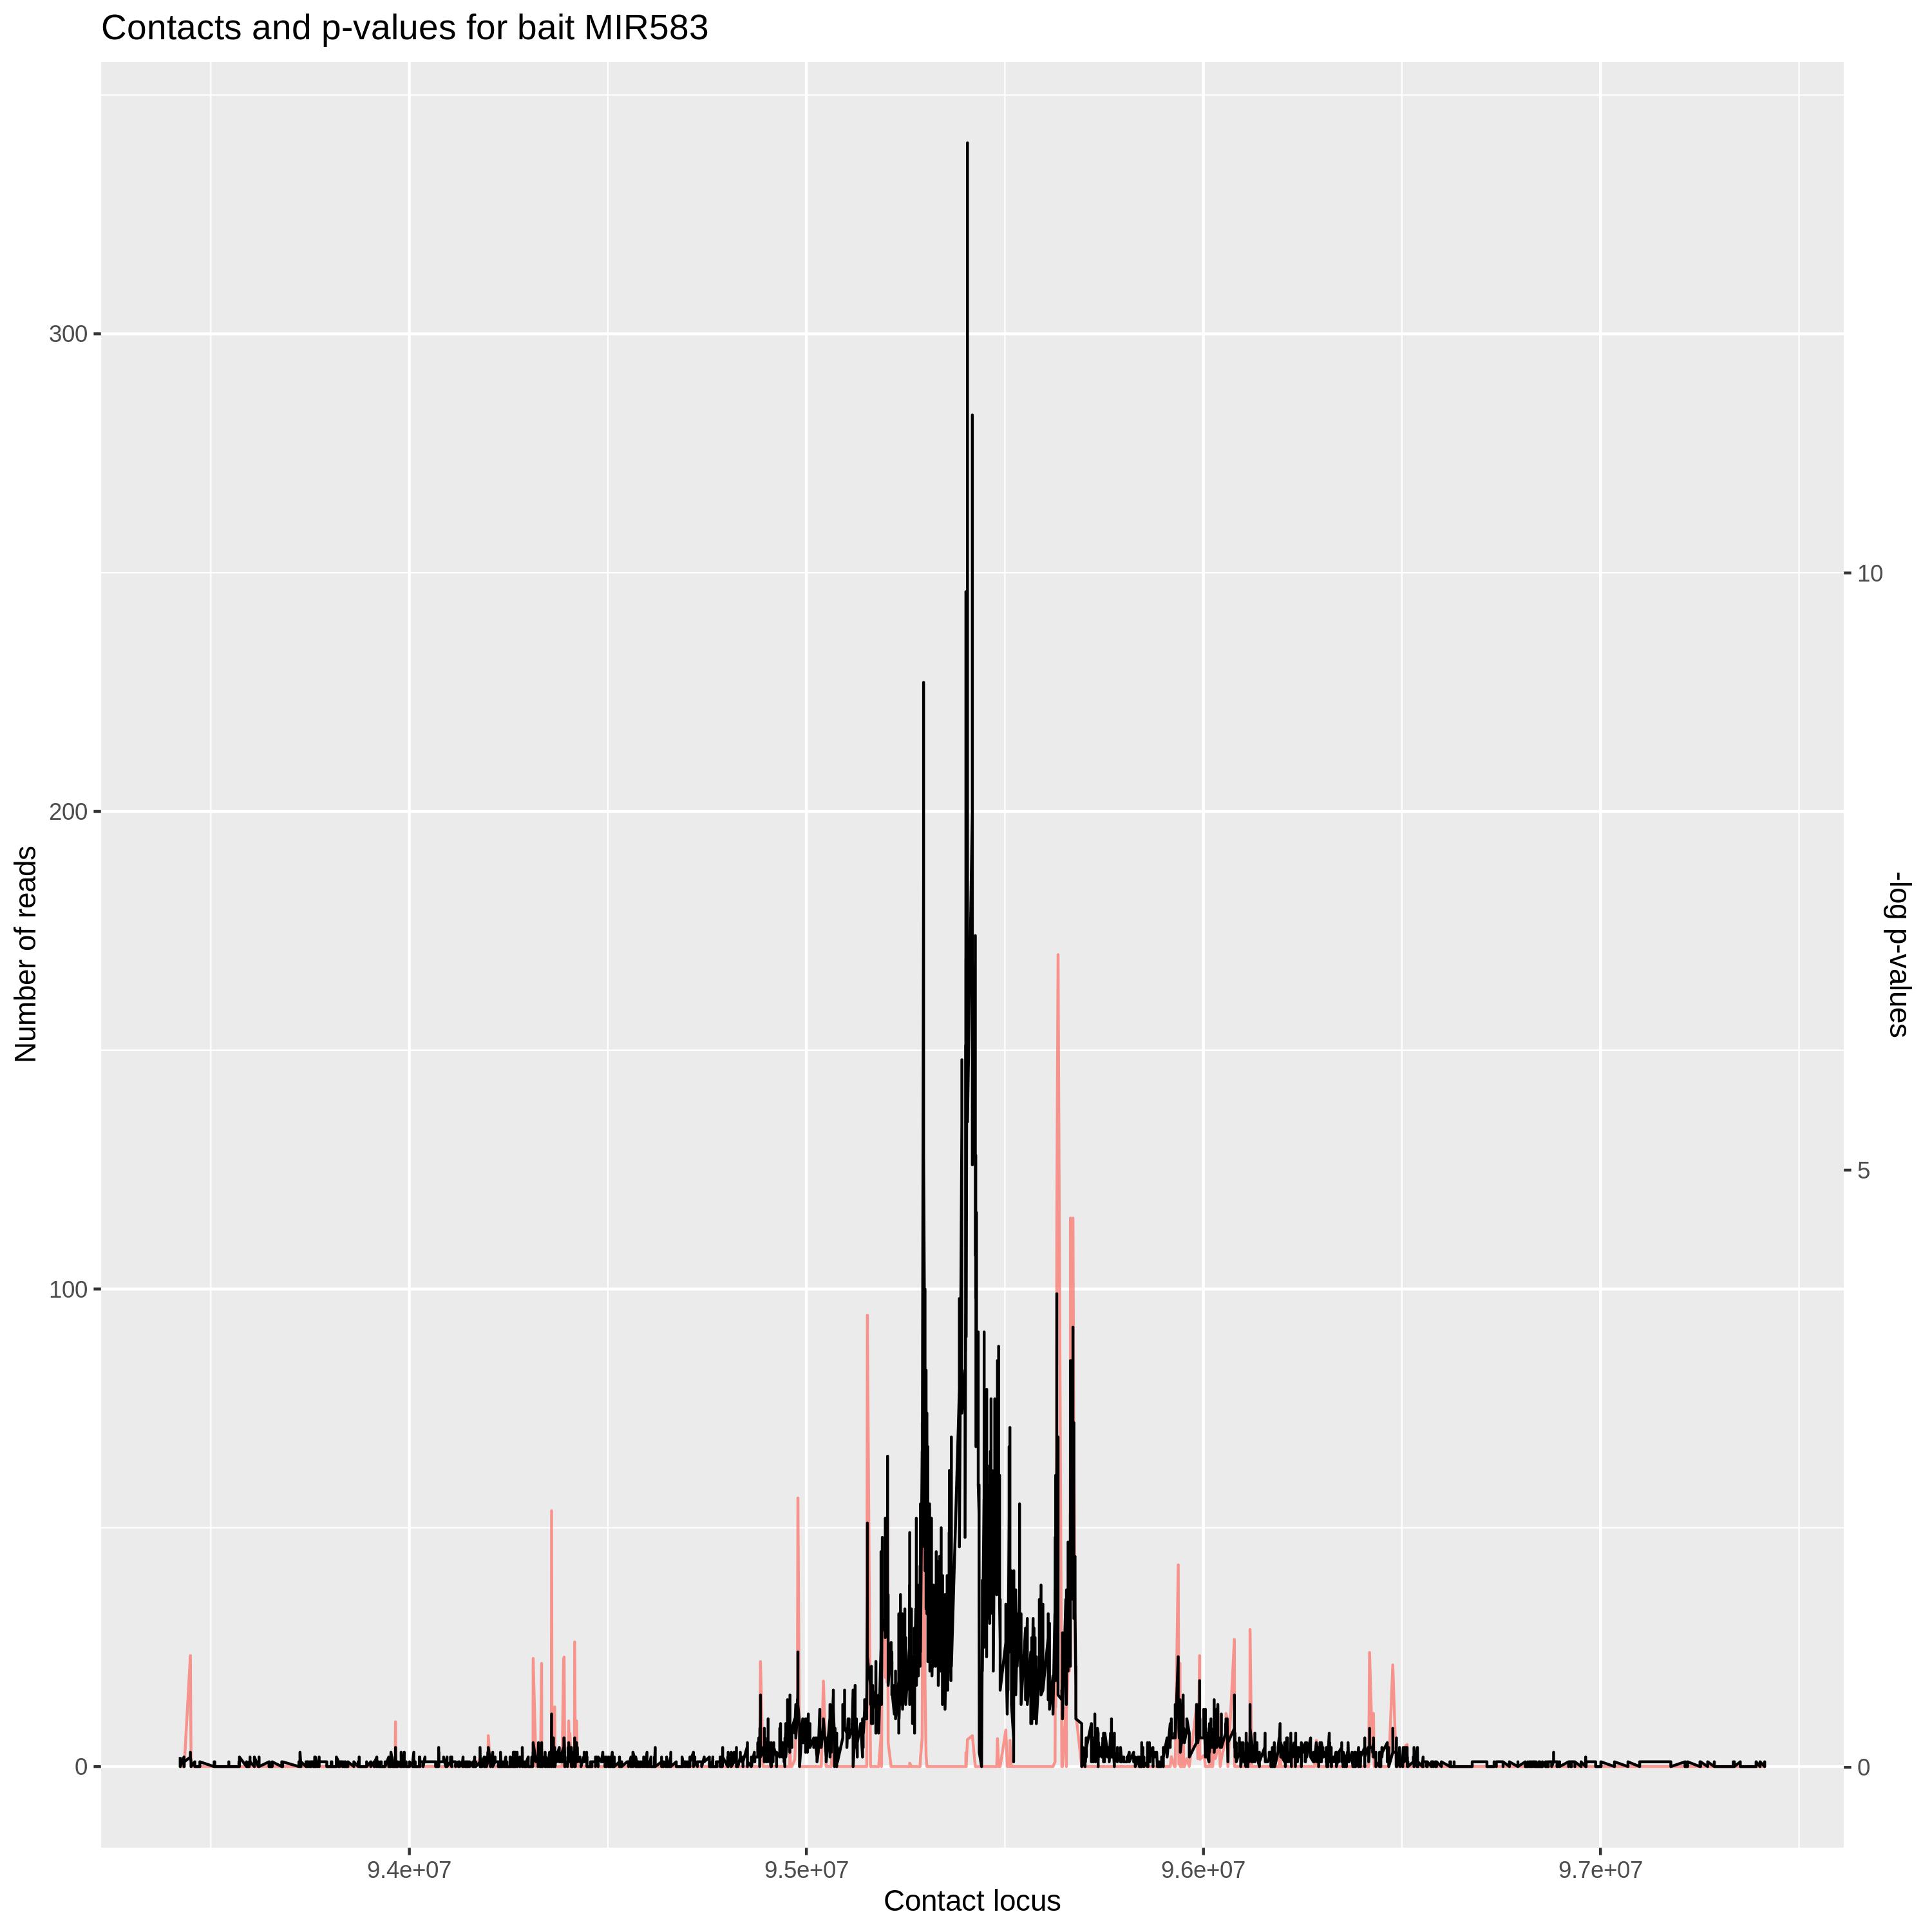 Contacts and p-values for bait MIR583
Number of reads
300
200
100
0
10
5
0
-log p-values
9.4e+07
9.5e+07
9.6e+07
9.7e+07
Contact locus